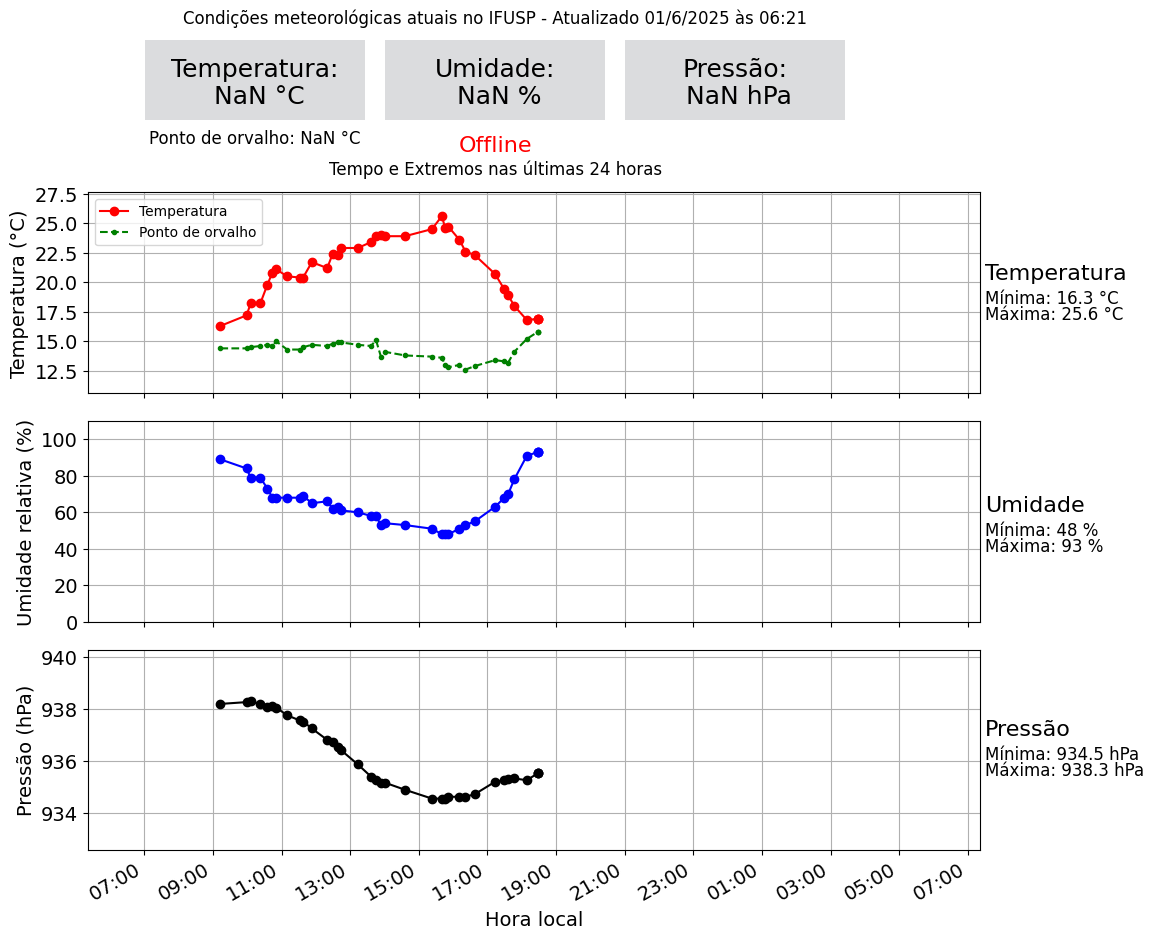 Condições meteorológicas atuais no IFUSP - Atualizado 01/6/2025 às 06:21
Temperatura:
NaN °C
Umidade:
NaN %
Pressão:
NaN hPa
Ponto de orvalho: NaN °C
Offline
Tempo e Extremos nas últimas 24 horas
Temperatura (°C)
27.5
25.0
22.5
20.0
17.5
15.0
12.5
Temperatura
Ponto de orvalho
Temperatura
Mínima: 16.3 °C
Máxima: 25.6 °C
Umidade relativa (%)
100
80
60
40
20
0
Umidade
Mínima: 48 %
Máxima: 93 %
Pressão (hPa)
940
938
936
934
Pressão
Mínima: 934.5 hPa
Máxima: 938.3 hPa
07:00
09:00
11:00
13:00
15:00
17:00
19:00
21:00
23:00
01:00
03:00
05:00
07:00
Hora local